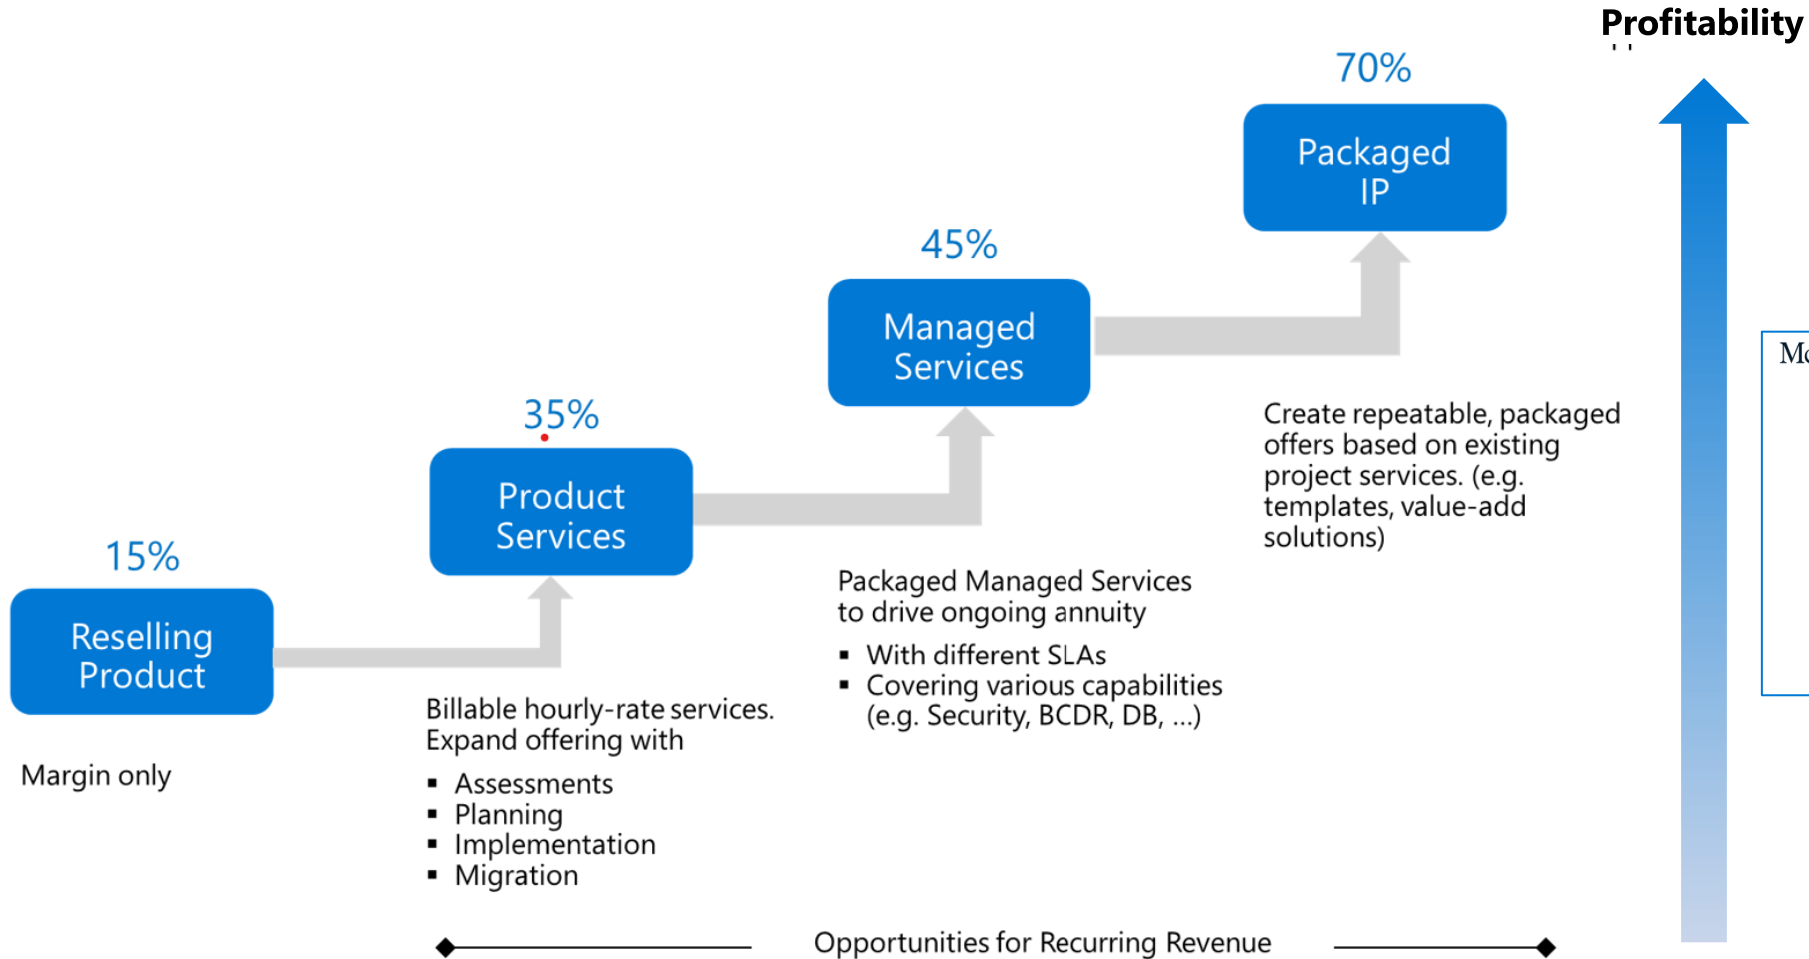 Profitability
70%
Packaged
IP
45%
Managed
Services
35%
Product
Services
15%
Reselling
Product
Create repeatable, packaged
offers based on existing
project services. (e.g.
templates, value-add
solutions)
Packaged Managed Services
to drive ongoing annuity
▪ With different SLAs
▪ Covering various capabilities
(e.g. Security, BCDR, DB, ...)
Billable hourly-rate services.
Expand offering with
▪ Assessments
▪ Planning
▪ Implementation
▪ Migration
Margin only
Opportunities for Recurring Revenue